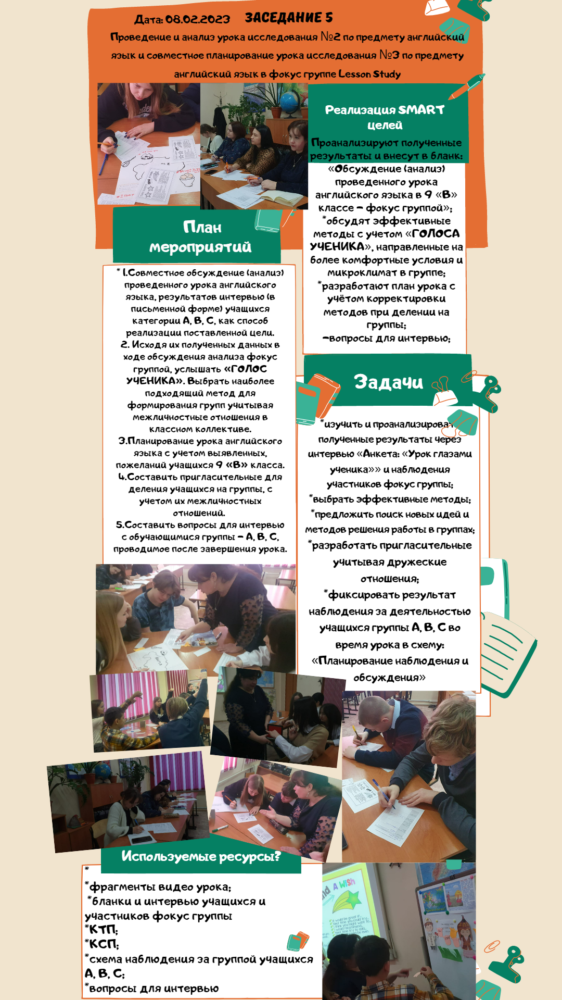 Дата: 08.02.2023 ЗАСЕДАНИЕ 5
Проведение и анализ урока исследования №2 по предмету английский
язык и совместное планирование урока исследования №3 по предмету
английский язык в фокус группе Lesson Study
Реализация SMART
целей
Проанализируют полученные
результаты и внесут в бланк:
«Обсуждение (анализ)
проведенного урока
английского языка в 9 «В»
классе - фокус группой»;
*обсудят эффективные
методы с учетом «ГОЛОСА
УЧЕНИКА», направленные на
более комфортные условия и
микроклимат в группе;
*разработают план урока с
учётом корректировки
методов при делении на
группы;
-вопросы для интервью;
План
мероприятий
* 1.Совместное обсуждение (анализ)
проведенного урока английского
языка, результатов интервью (в
письменной форме) учащихся
категории А, В, С, как способ
реализации поставленной цели.
2. Исходя их полученных данных в
ходе обсуждения анализа фокус
группой, услышать «ГОЛОС
УЧЕНИКА». Выбрать наиболее
подходящий метод для
формирования групп учитывая
межличностные отношения в
классном коллективе.
3.Планирование урока английского
языка с учетом выявленных,
пожеланий учащихся 9 «В» класса.
4.Составить пригласительные для
деления учащихся на группы, с
учетом их межличностных
отношений.
5.Составить вопросы для интервью
с обучающимися группы - А, В, С,
проводимое после завершения урока.
Задачи
*изучить и проанализировать
полученные результаты через
интервью «Анкета: «Урок глазами
ученика»» и наблюдения
участников фокус группы;
*выбрать эффективные методы;
*предложить поиск новых идей и
методов решения работы в группах;
*разработать пригласительные
учитывая дружеские
отношения;
*фиксировать результат
наблюдения за деятельностью
учащихся группы А, В, С во
время урока в схему:
«Планирование наблюдения и
обсуждения»
Используемые ресурсы?
*
*фрагменты видео урока;
*бланки и интервью учащихся и
участников фокус группы
*КТП;
*КСП;
*схема наблюдения за группой учащихся
А, В, С;
*вопросы для интервью
A Wish